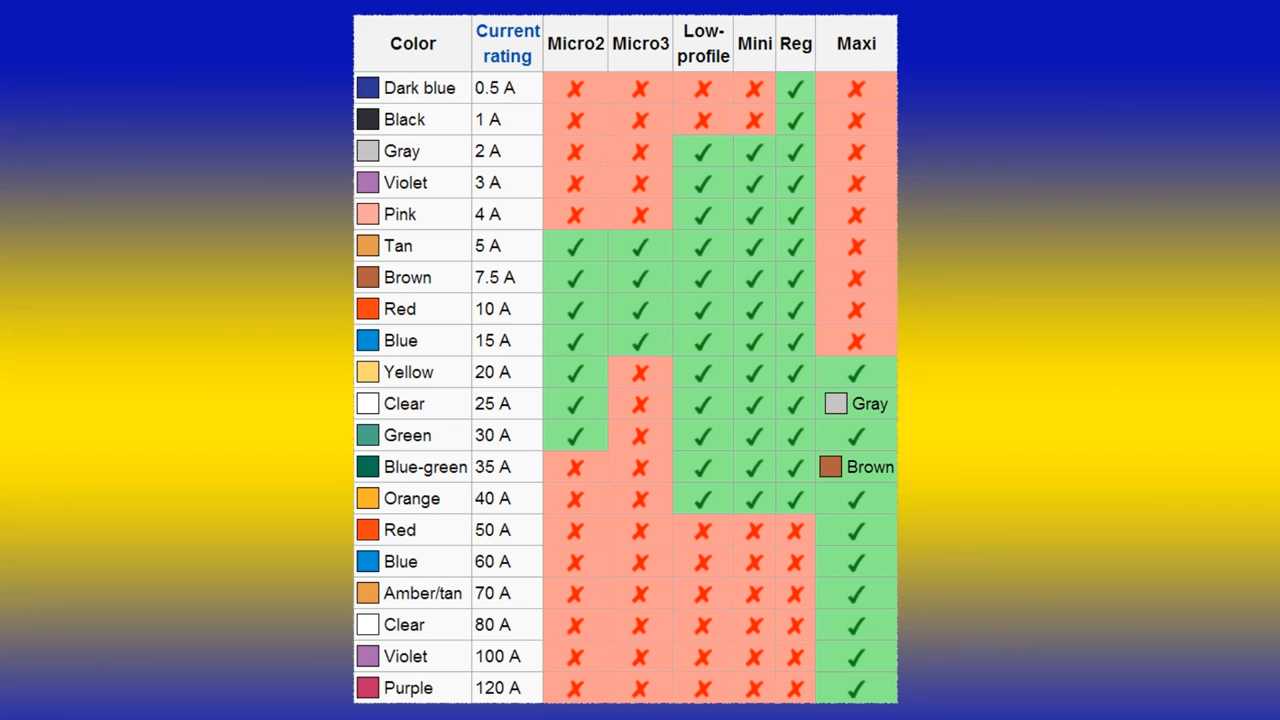 Color Current rating Micro2 Micro3 Low-profile Mini Reg Maxi
Dark blue 0.5 A ✗ ✗ ✗ ✗ ✓ ✗
Black 1 A ✗ ✗ ✗ ✗ ✓ ✗
Gray 2 A ✗ ✗ ✓ ✓ ✓ ✗
Violet 3 A ✗ ✗ ✓ ✓ ✓ ✗
Pink 4 A ✗ ✗ ✓ ✓ ✓ ✗
Tan 5 A ✓ ✓ ✓ ✓ ✓ ✗
Brown 7.5 A ✓ ✓ ✓ ✓ ✓ ✗
Red 10 A ✓ ✓ ✓ ✓ ✓ ✗
Blue 15 A ✓ ✓ ✓ ✓ ✓ ✗
Yellow 20 A ✓ ✗ ✓ ✓ ✓ ✓
Clear 25 A ✓ ✗ ✓ ✓ ✓ Gray
Green 30 A ✓ ✗ ✓ ✓ ✓ ✓
Blue-green 35 A ✗ ✗ ✓ ✓ ✓ Brown
Orange 40 A ✗ ✗ ✓ ✓ ✓ ✓
Red 50 A ✗ ✗ ✗ ✗ ✗ ✓
Blue 60 A ✗ ✗ ✗ ✗ ✗ ✓
Amber/tan 70 A ✗ ✗ ✗ ✗ ✗ ✓
Clear 80 A ✗ ✗ ✗ ✗ ✗ ✓
Violet 100 A ✗ ✗ ✗ ✗ ✗ ✓
Purple 120 A ✗ ✗ ✗ ✗ ✗ ✓